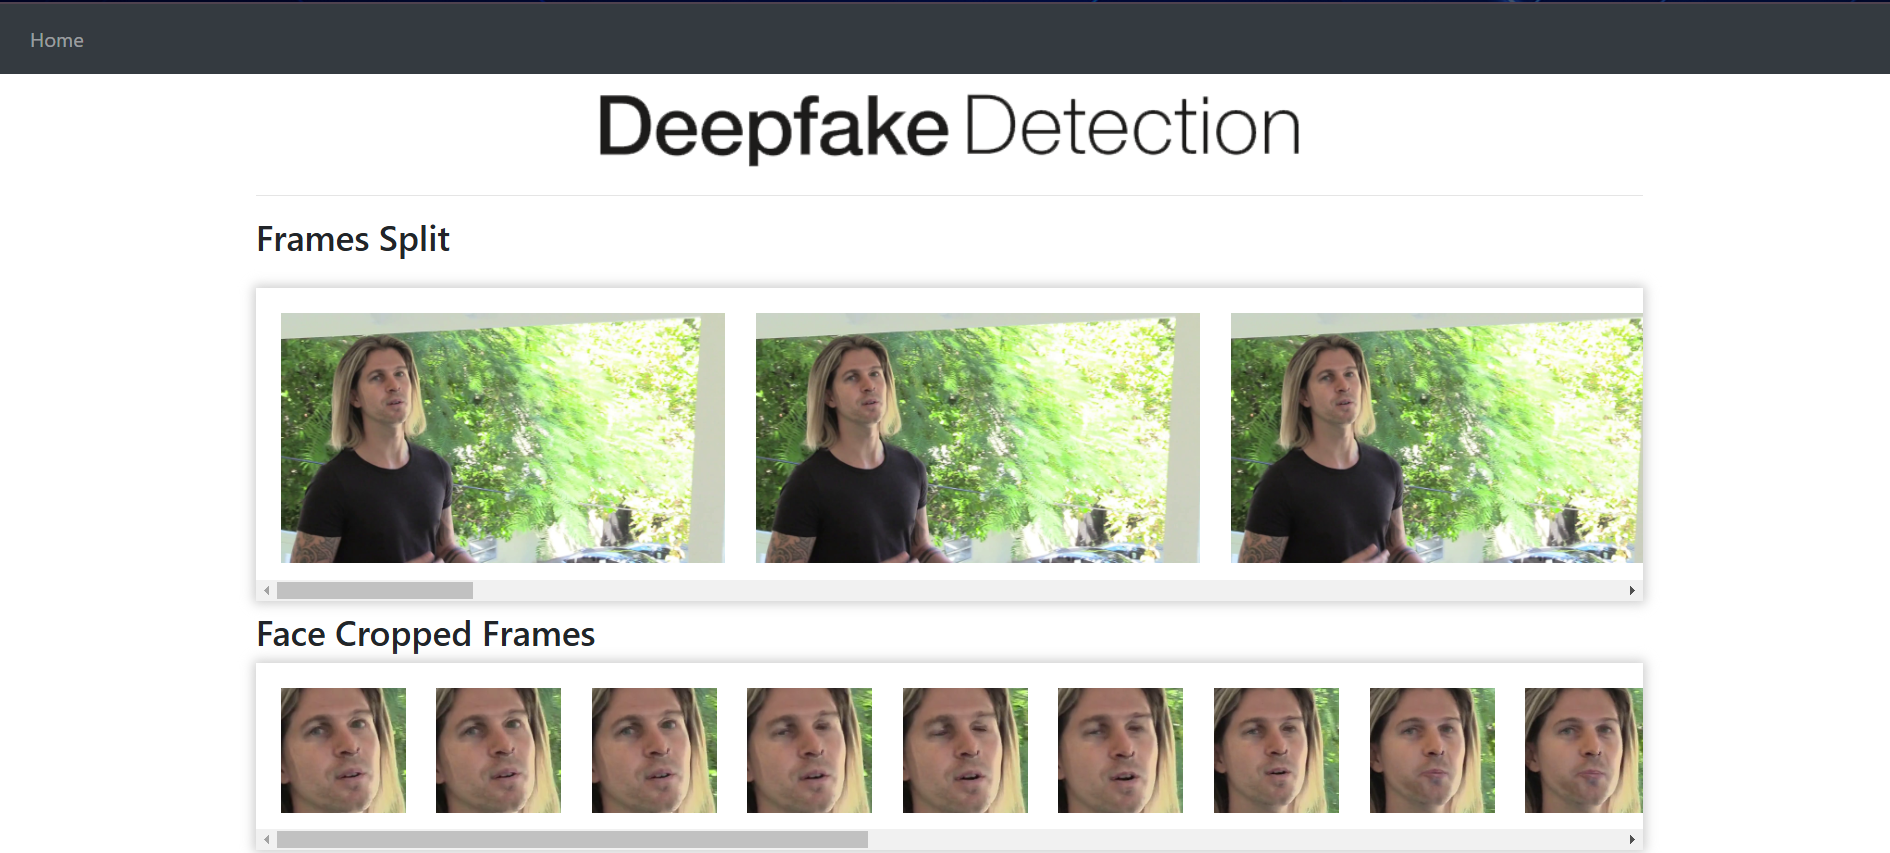 Home
Deepfake Detection
Frames Split
Face Cropped Frames